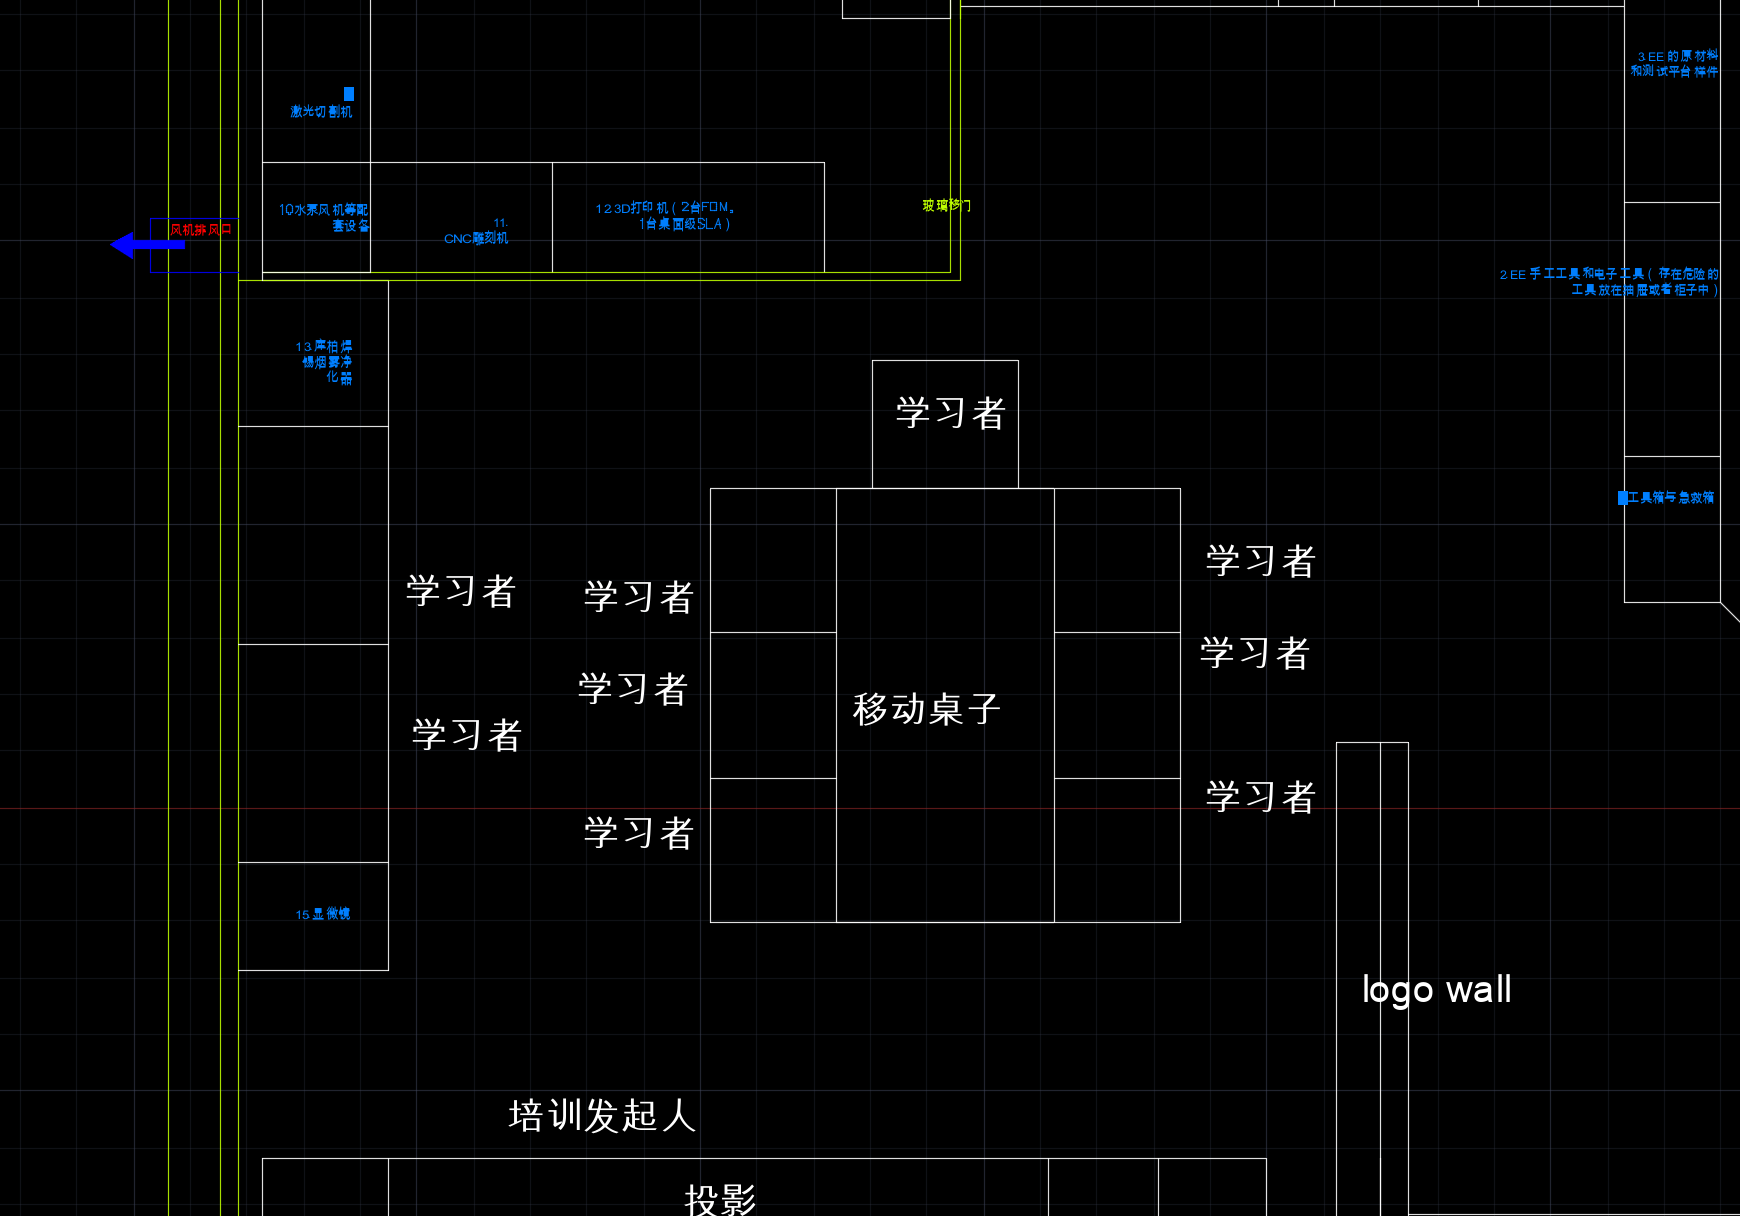 3.EE的原材料
和测试平台样件
激光切割机
10水泵风机等配
套设备
11.
CNC雕刻机
12.3D打印机(2台FDM。
1台桌面级SLA)
玻璃移门
风机排风口
2.EE手工工具和电子工具(存在危险的
工具放在抽屉或者柜子中)
13.库柏焊
锡烟雾净
化器
学习者
工具箱与急救箱
学习者
学习者
学习者
学习者
学习者
移动桌子
学习者
学习者
学习者
15.显微镜
logo wall
培训发起人
投影